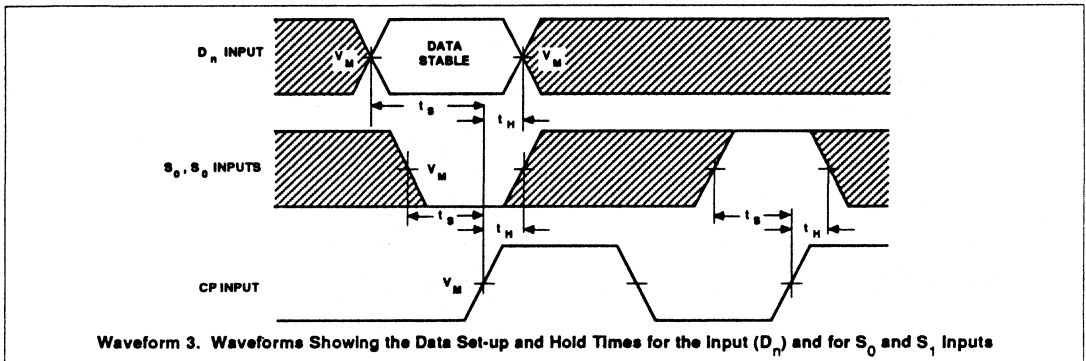 Dn INPUT
VM
DATA
STABLE
VM
ts
tH
S0, S0 INPUTS
VM
ts
tH
ts
tH
CP INPUT
VM
Waveform 3. Waveforms Showing the Data Set-up and Hold Times for the Input (Dn) and for S0 and S1 Inputs